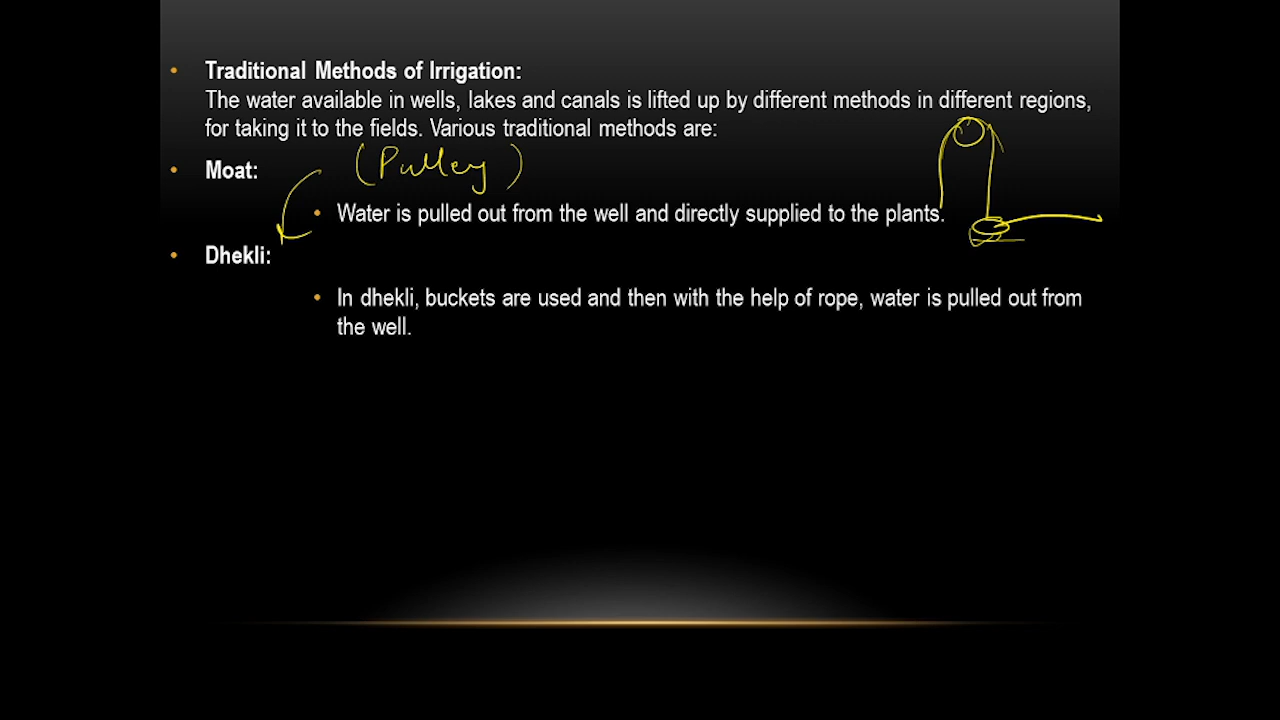 Traditional Methods of Irrigation:
The water available in wells, lakes and canals is lifted up by different methods in different regions,
for taking it to the fields. Various traditional methods are:
Moat: (Pulley)
Water is pulled out from the well and directly supplied to the plants.
Dhekli:
In dhekli, buckets are used and then with the help of rope, water is pulled out from
the well.